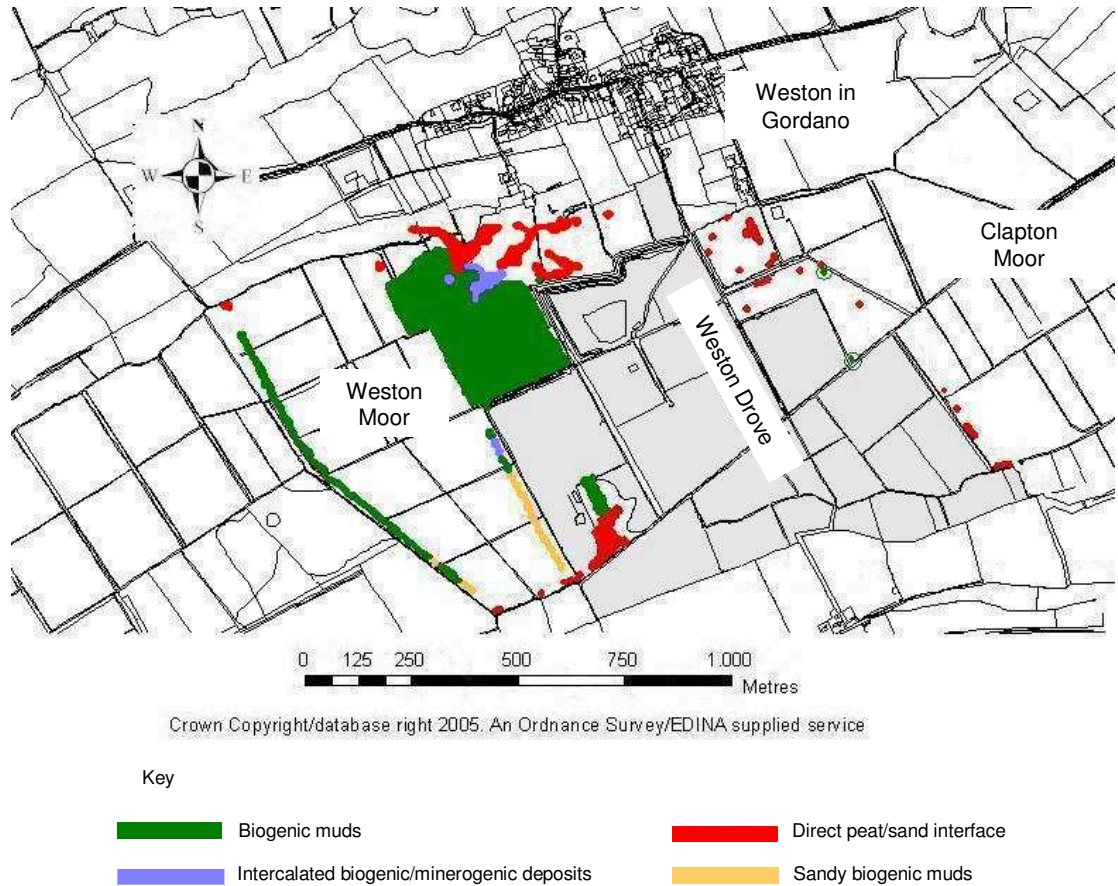 Weston in
Gordano
N
W
E
S
Clapton
Moor
Weston Drove
Weston
Moor
0 125 250 500 750 1.000
Metres
Crown Copyright/database right 2005. An Ordnance Survey/EDINA supplied service
Key
Biogenic muds
Direct peat/sand interface
Intercalated biogenic/minerogenic deposits
Sandy biogenic muds